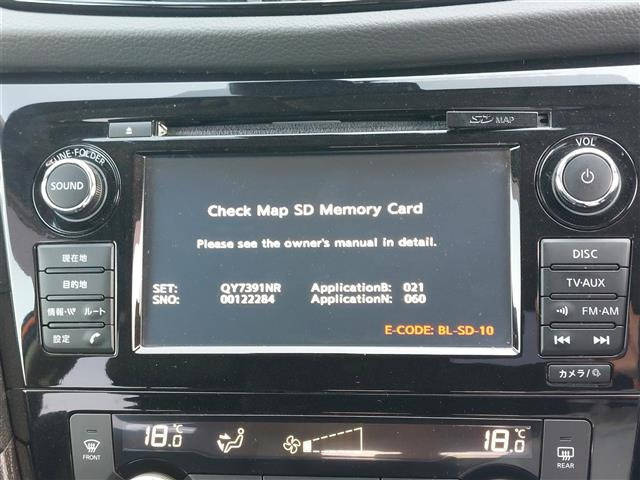 SD MAP
TUNE・FOLDER
SOUND
VOL
Check Map SD Memory Card
Please see the owner's manual in detail.
SET: QY7391NR ApplicationB: 021
SNO: 00122284 ApplicationN: 060
E-CODE: BL-SD-10
現在地
目的地
情報・VV ルート
設定
DISC
TV・AUX
FM・AM
カメラ/
18.0 °C
18.0 °C
FRONT
REAR